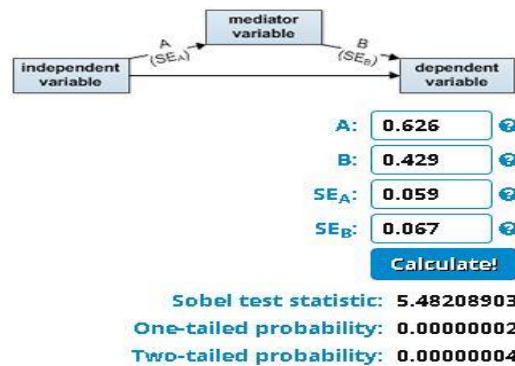 mediator
variable
A
(SEA)
B
(SEB)
independent
variable
dependent
variable
A: 0.626 ?
B: 0.429 ?
SEA: 0.059 ?
SEB: 0.067 ?
Calculate!
Sobel test statistic: 5.48208903
One-tailed probability: 0.00000002
Two-tailed probability: 0.00000004